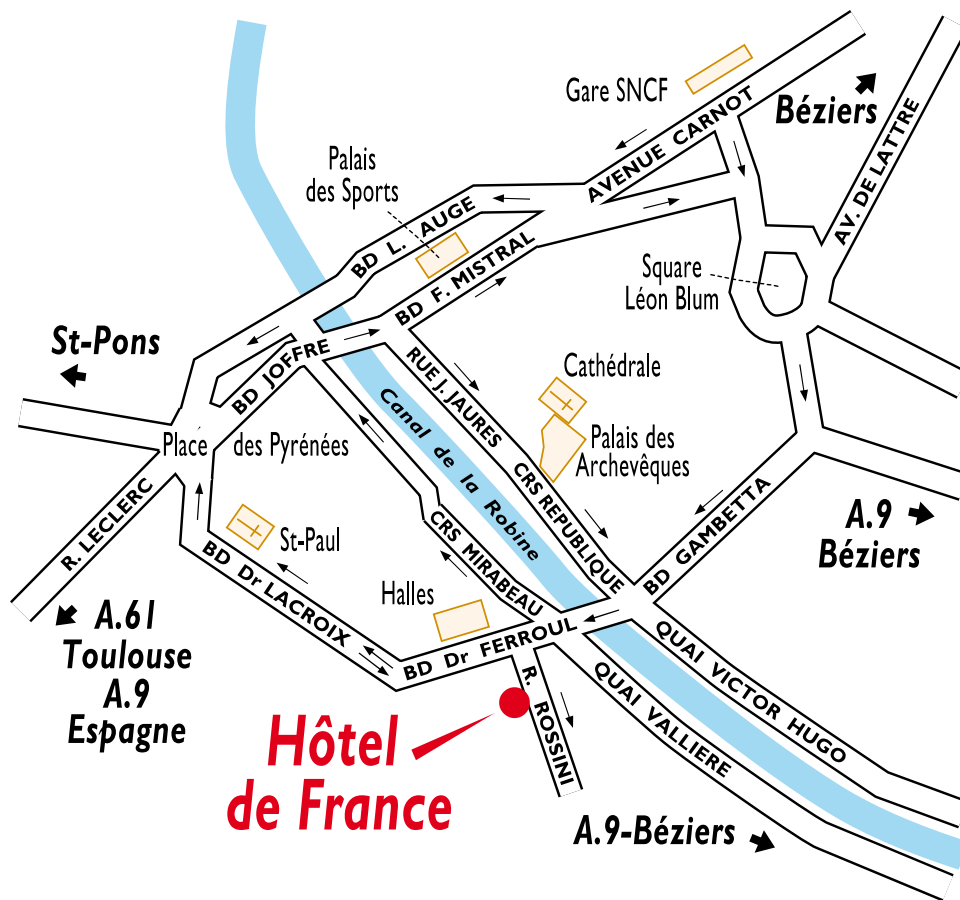 Gare SNCF
Béziers
AVENUE CARNOT
AV. DE LATTRE
Palais
des Sports
BD L. AUGE
BD F. MISTRAL
Square
Léon Blum
St-Pons
BD JOFFRE
RUE J. JAURES
Cathédrale
Canal de la Robine
Palais des
Archevêques
Place des Pyrénées
CRS REPUBLIQUE
R. LECLERC
BD GAMBETTA
A.9
Béziers
St-Paul
CRS MIRABEAU
BD Dr LACROIX
Halles
A.61
Toulouse
A.9
Espagne
BD Dr FERROUL
QUAI VICTOR HUGO
QUAI VALLIERE
R. ROSSINI
Hôtel
de France
A.9-Béziers